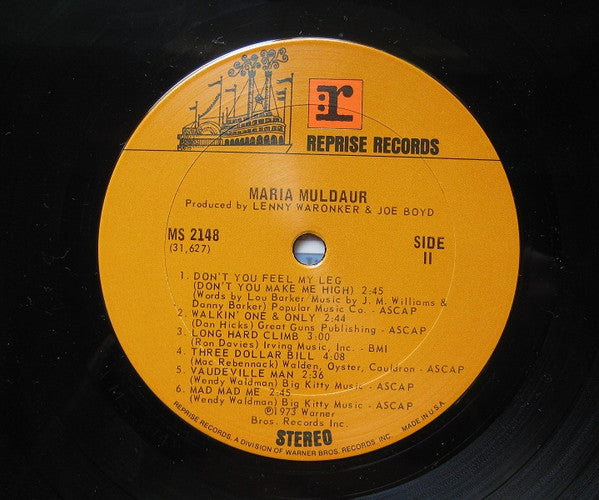 r
REPRISE RECORDS
MARIA MULDAUR
Produced by LENNY WARONKER & JOE BOYD
MS 2148
(31,627)
SIDE
II
1. DON'T YOU FEEL MY LEG
(DON'T YOU MAKE ME HIGH) 2:45
(Words by Lou Barker/Music by J. M. Williams &
Danny Barker) Popular Music Co. - ASCAP
2. WALKIN' ONE & ONLY 2:44
(Dan Hicks) Great Guns Publishing - ASCAP
3. LONG HARD CLIMB 3:00
(Ron Davies) Irving Music, Inc. - BMI
4. THREE DOLLAR BILL 4:08
(Mac Rebennack) Walden, Oyster, Cauldron - ASCAP
5. VAUDEVILLE MAN 2:36
(Wendy Waldman) Big Kitty Music - ASCAP
6. MAD MAD ME 2:45
(Wendy Waldman) Big Kitty Music - ASCAP
℗1973 Warner
Bros. Records Inc.
STEREO
REPRISE RECORDS, A DIVISION OF WARNER BROS. RECORDS, INC. MADE IN U.S.A.